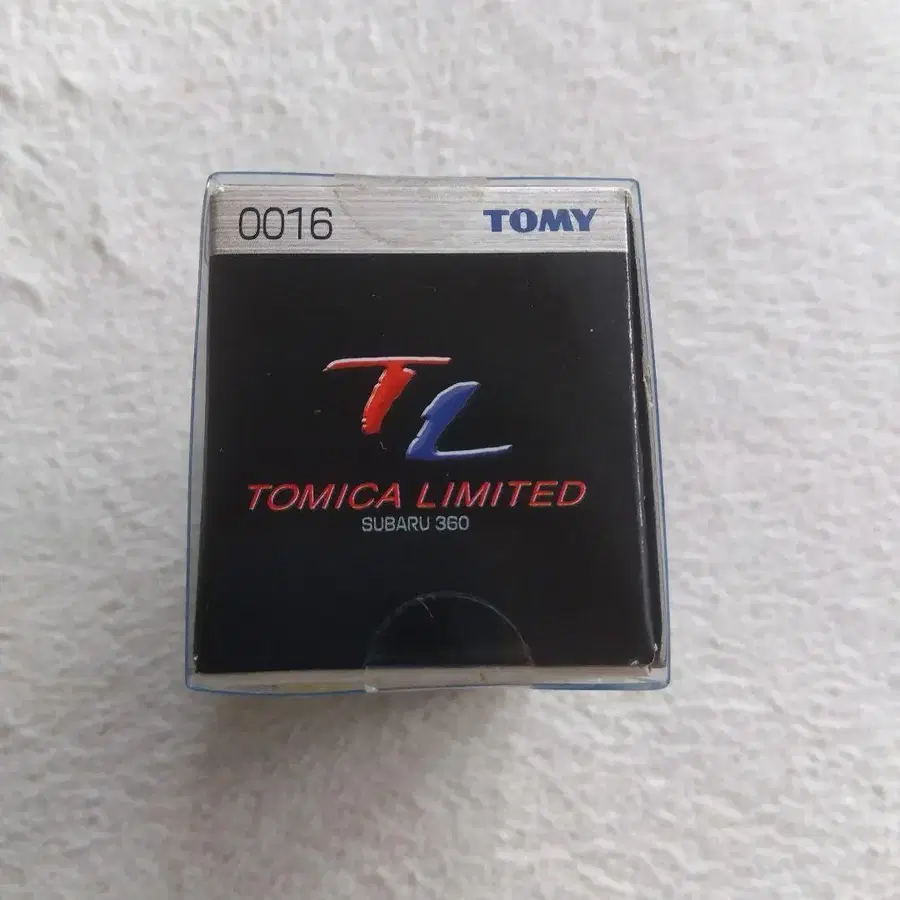 0016 TOMY
TL
TOMICA LIMITED
SUBARU 360